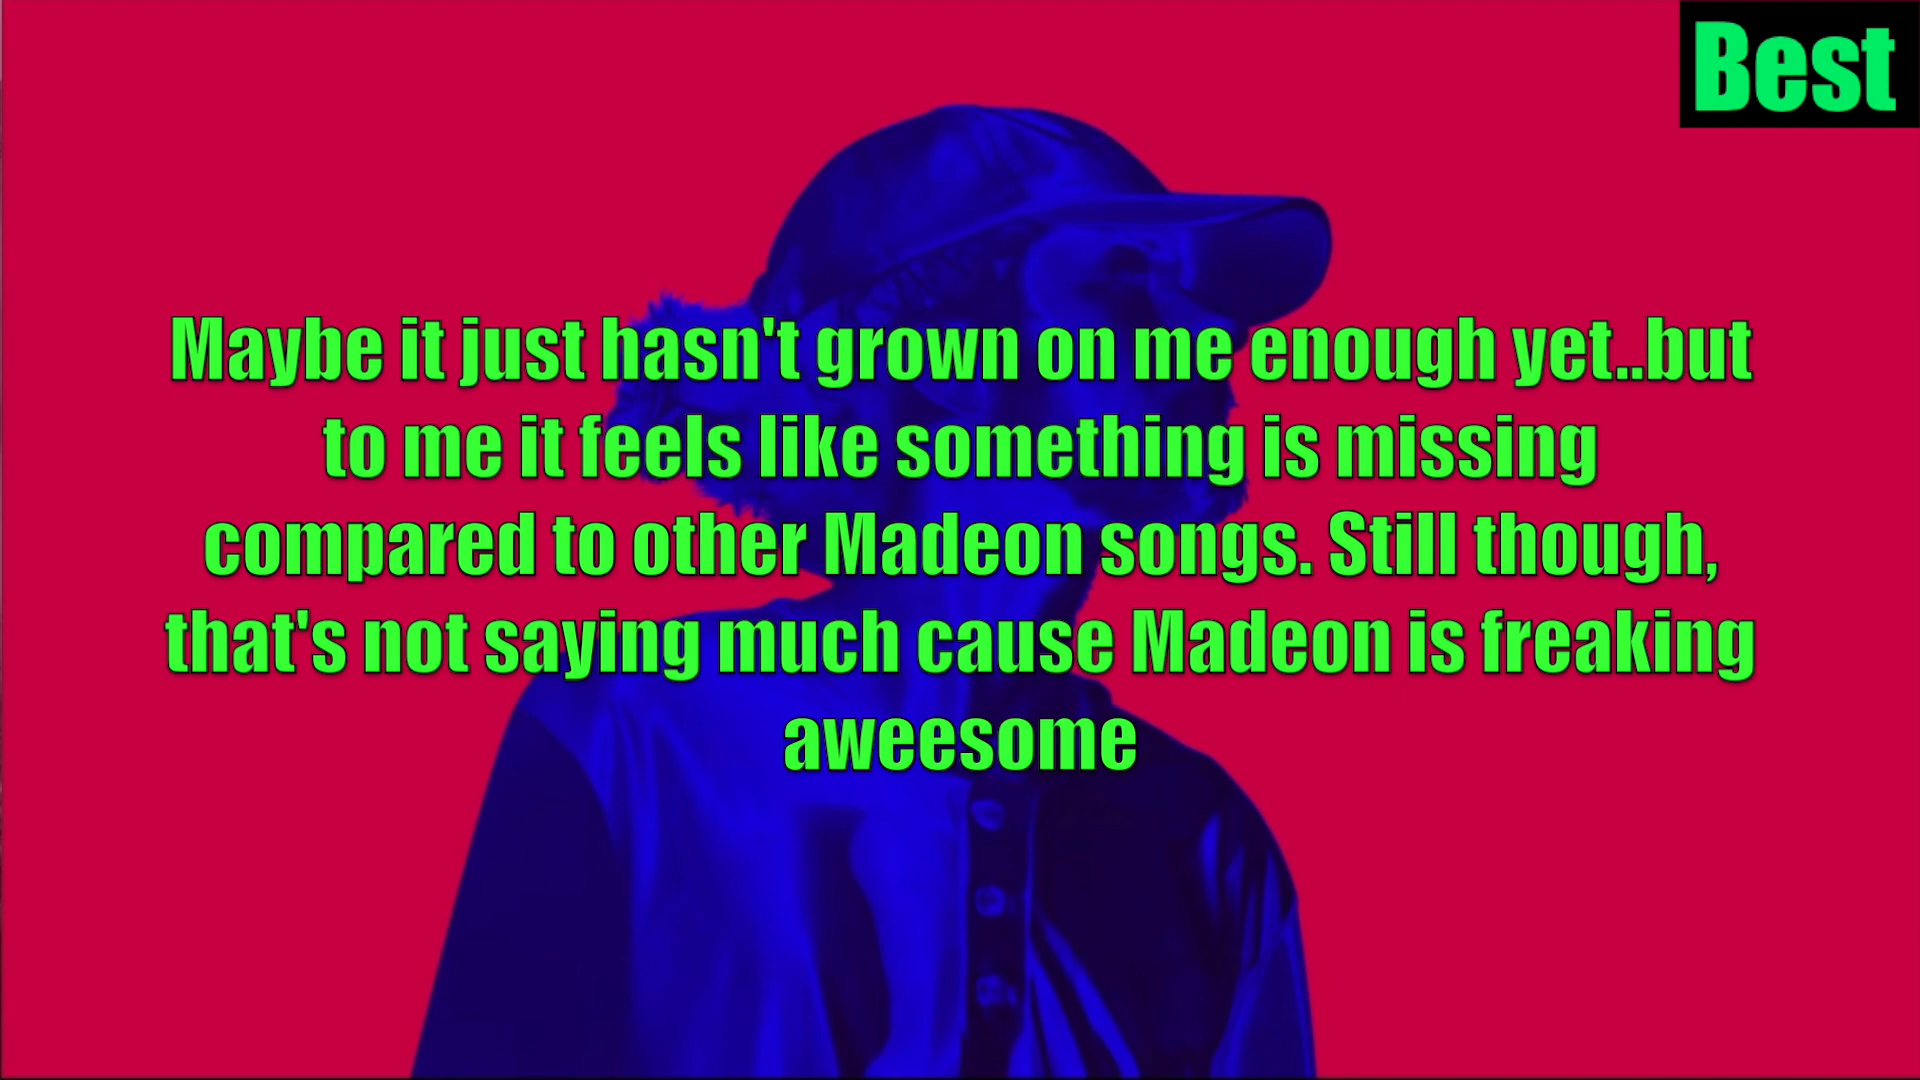 Best
Maybe it just hasn't grown on me enough yet..but
to me it feels like something is missing
compared to other Madeon songs. Still though,
that's not saying much cause Madeon is freaking
aweesome